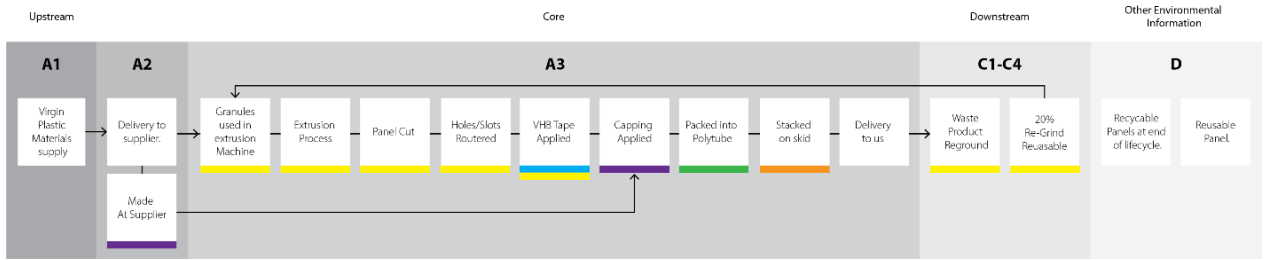 Upstream
Core
Downstream
Other Environmental
Information
A1
A2
A3
C1-C4
D
Virgin
Plastic
Materials
supply
Delivery to
supplier.
Granules
used in
extrusion
Machine
Extrusion
Process
Panel Cut
Holes/Slots
Routered
VHB Tape
Applied
Capping
Applied
Packed into
Polytube
Stacked
on skid
Delivery
to us
Waste
Product
Reground
20%
Re-Grind
Reuasable
Recycable
Panels at end
of lifecycle.
Reusable
Panel.
Made
At Supplier